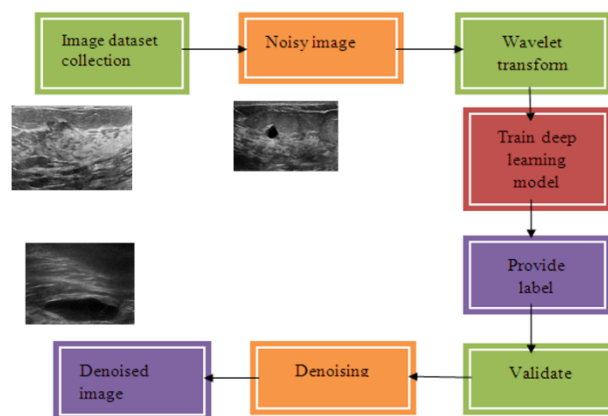 Image dataset
collection
Noisy image
Wavelet
transform
Train deep
learning
model
Provide
label
Validate
Denoising
Denoised
image